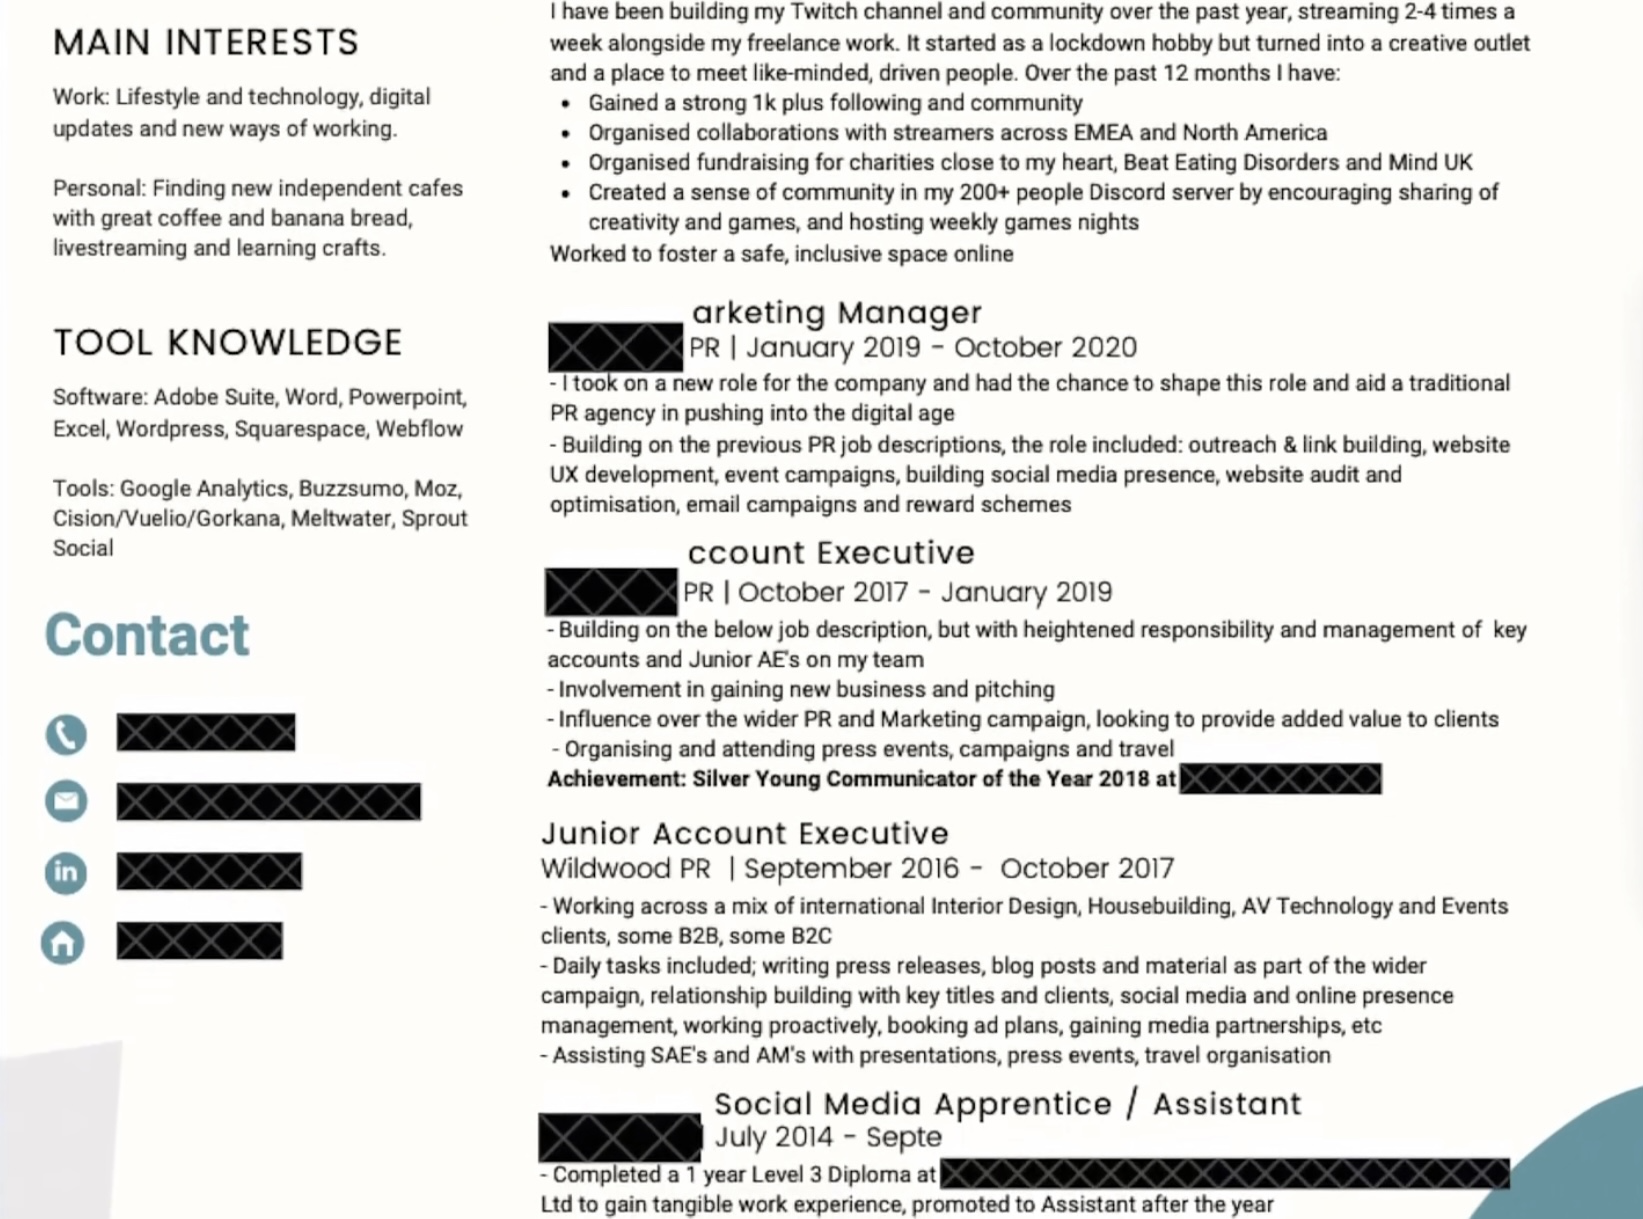 MAIN INTERESTS
Work: Lifestyle and technology, digital
updates and new ways of working.
Personal: Finding new independent cafes
with great coffee and banana bread,
livestreaming and learning crafts.
TOOL KNOWLEDGE
Software: Adobe Suite, Word, Powerpoint,
Excel, Wordpress, Squarespace, Webflow
Tools: Google Analytics, Buzzsumo, Moz,
Cision/Vuelio/Gorkana, Meltwater, Sprout
Social
Contact
in
I have been building my Twitch channel and community over the past year, streaming 2-4 times a
week alongside my freelance work. It started as a lockdown hobby but turned into a creative outlet
and a place to meet like-minded, driven people. Over the past 12 months I have:
• Gained a strong 1k plus following and community
• Organised collaborations with streamers across EMEA and North America
• Organised fundraising for charities close to my heart, Beat Eating Disorders and Mind UK
• Created a sense of community in my 200+ people Discord server by encouraging sharing of
creativity and games, and hosting weekly games nights
Worked to foster a safe, inclusive space online
arketing Manager
PR | January 2019 - October 2020
- I took on a new role for the company and had the chance to shape this role and aid a traditional
PR agency in pushing into the digital age
- Building on the previous PR job descriptions, the role included: outreach & link building, website
UX development, event campaigns, building social media presence, website audit and
optimisation, email campaigns and reward schemes
ccount Executive
PR | October 2017 - January 2019
- Building on the below job description, but with heightened responsibility and management of key
accounts and Junior AE's on my team
- Involvement in gaining new business and pitching
- Influence over the wider PR and Marketing campaign, looking to provide added value to clients
- Organising and attending press events, campaigns and travel
Achievement: Silver Young Communicator of the Year 2018 at
Junior Account Executive
Wildwood PR | September 2016 - October 2017
- Working across a mix of international Interior Design, Housebuilding, AV Technology and Events
clients, some B2B, some B2C
- Daily tasks included; writing press releases, blog posts and material as part of the wider
campaign, relationship building with key titles and clients, social media and online presence
management, working proactively, booking ad plans, gaining media partnerships, etc
- Assisting SAE's and AM's with presentations, press events, travel organisation
Social Media Apprentice / Assistant
July 2014 - Septe
- Completed a 1 year Level 3 Diploma at
Ltd to gain tangible work experience, promoted to Assistant after the year